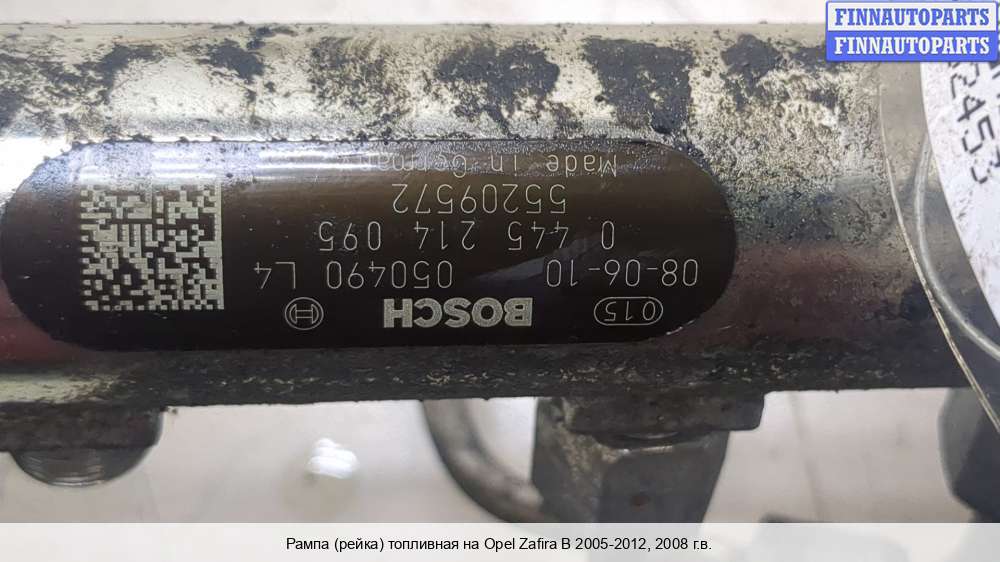 FINNAUTOPARTS
FINNAUTOPARTS
015 BOSCH
08-06-10 050490 L4
0 445 214 095
55209572
Made in
Рампа (рейка) топливная на Opel Zafira B 2005-2012, 2008 г.в.